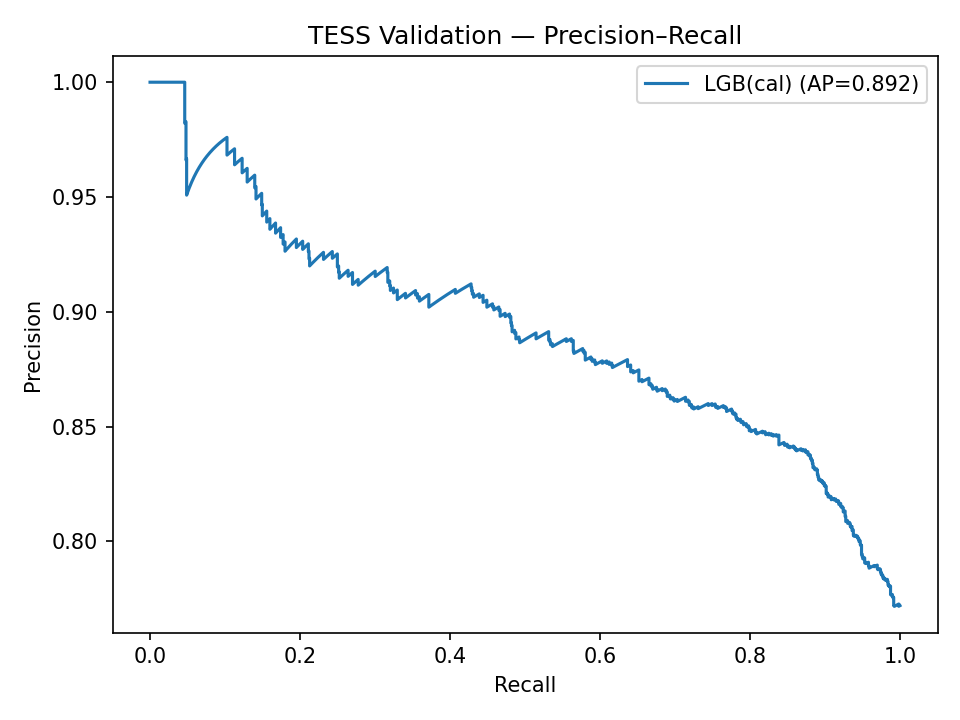 TESS Validation — Precision–Recall
LGB(cal) (AP=0.892)
Precision
1.00
0.95
0.90
0.85
0.80
0.0 0.2 0.4 0.6 0.8 1.0
Recall